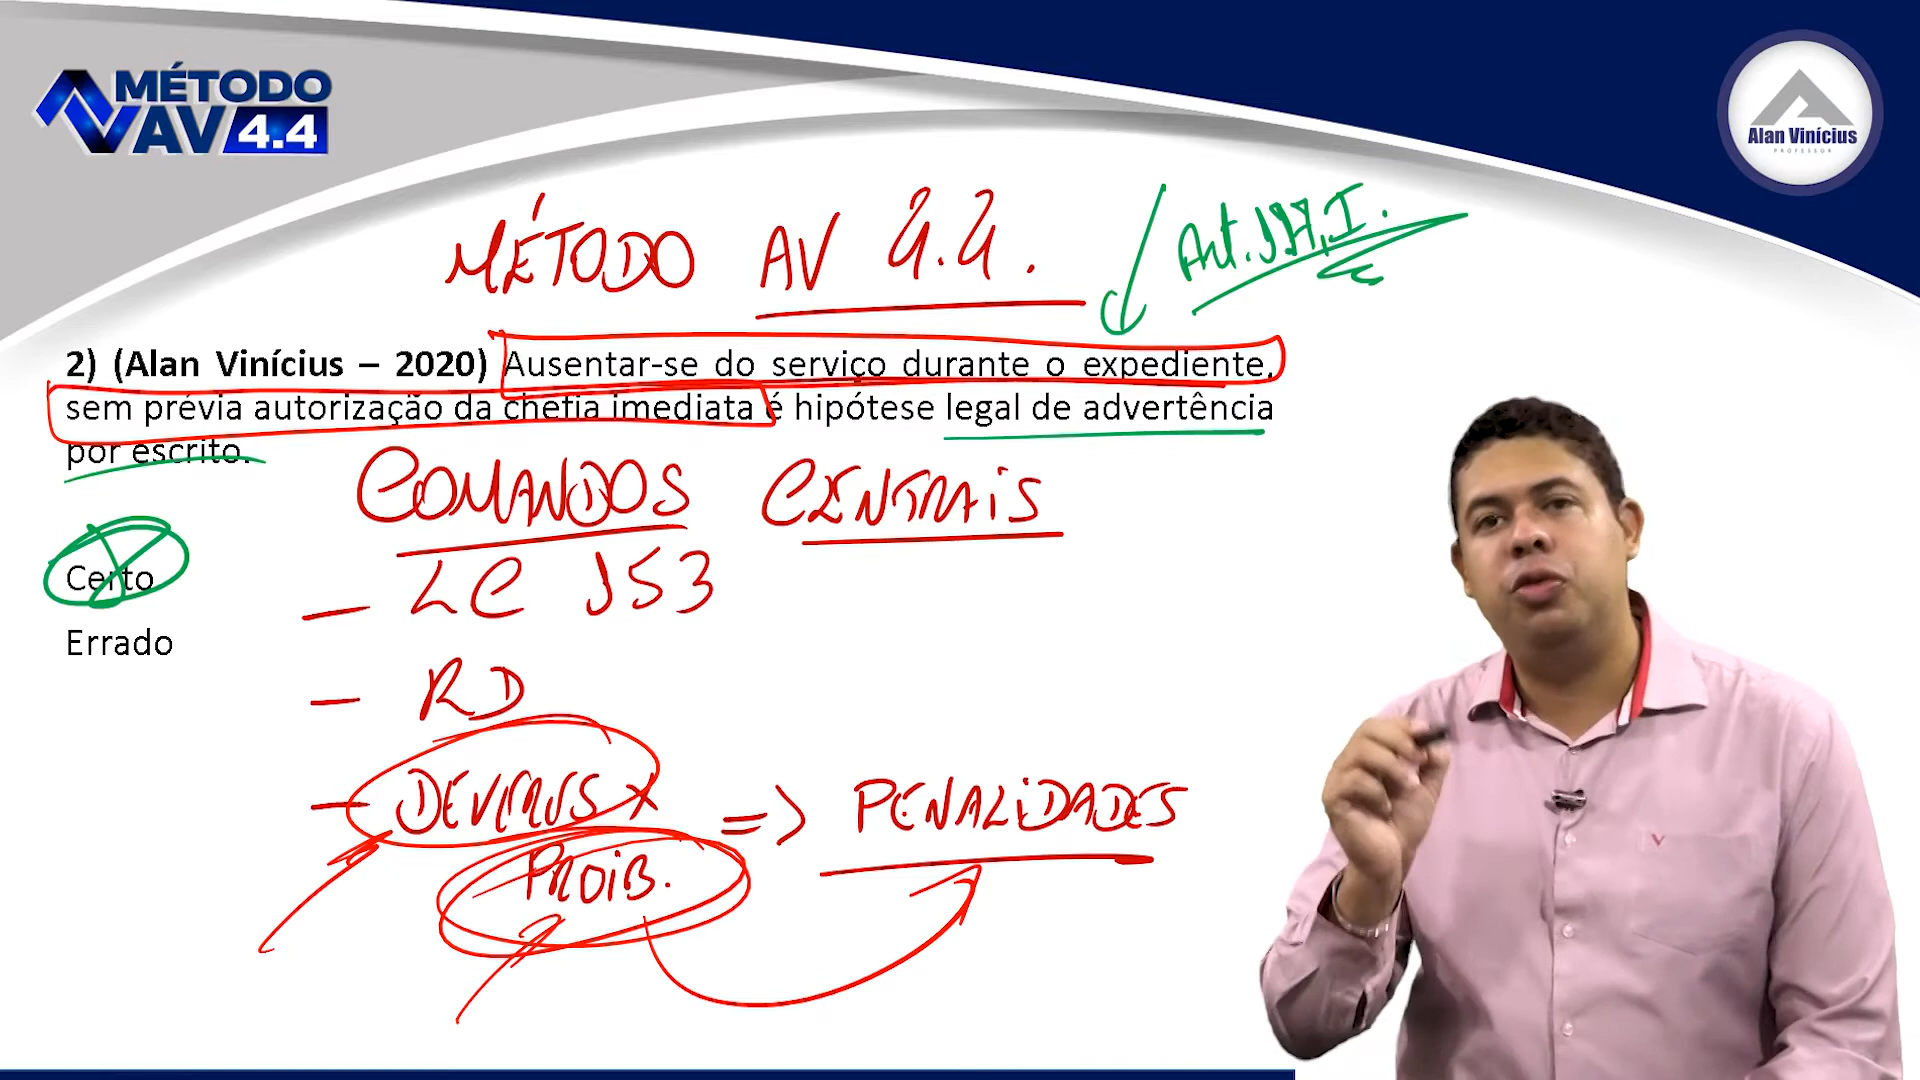 MÉTODO
AV 4.4
Alan Vinícius
PROFESSOR
MÉTODO AV 4.4.
2) (Alan Vinícius – 2020) Ausentar-se do serviço durante o expediente,
sem prévia autorização da chefia imediata é hipótese legal de advertência
por escrito.
COMANDOS CENTRAIS
Certo
– LC 153
Errado
– RD
– DEVERES x
PROIB.
=> PENALIDADES